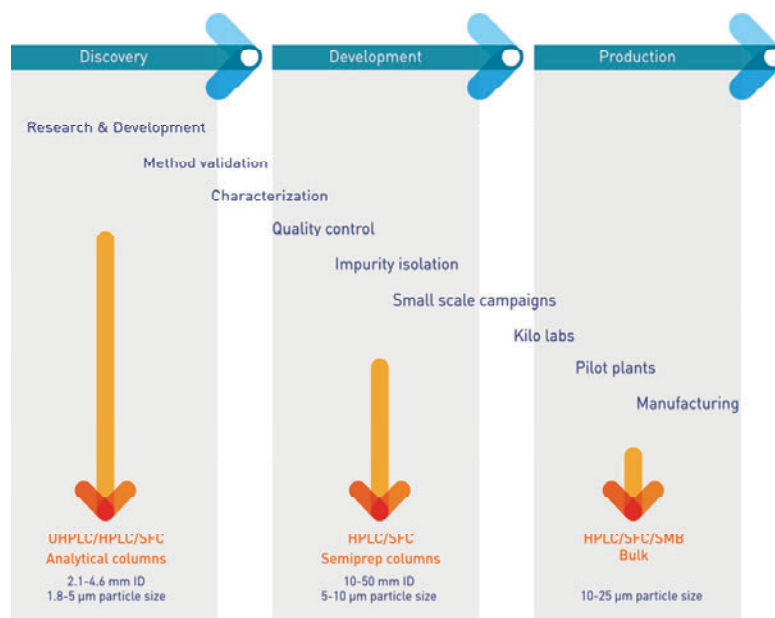 Discovery
Development
Production
Research & Development
Method validation
Characterization
Quality control
Impurity isolation
Small scale campaigns
Kilo labs
Pilot plants
Manufacturing
UHPLC/HPLC/SFC
Analytical columns
2.1-4.6 mm ID
1.8-5 µm particle size
HPLC/SFC
Semiprep columns
10-50 mm ID
5-10 µm particle size
HPLC/SFC/SMB
Bulk
10-25 µm particle size